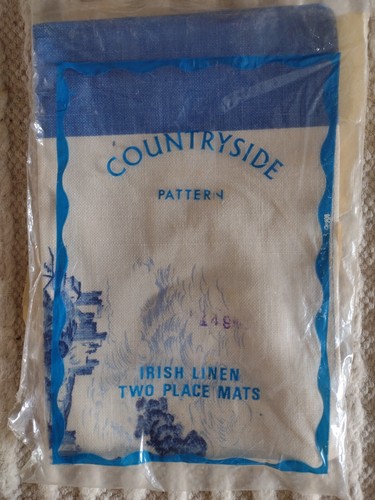 COUNTRYSIDE
PATTERN
IRISH LINEN
TWO PLACE MATS